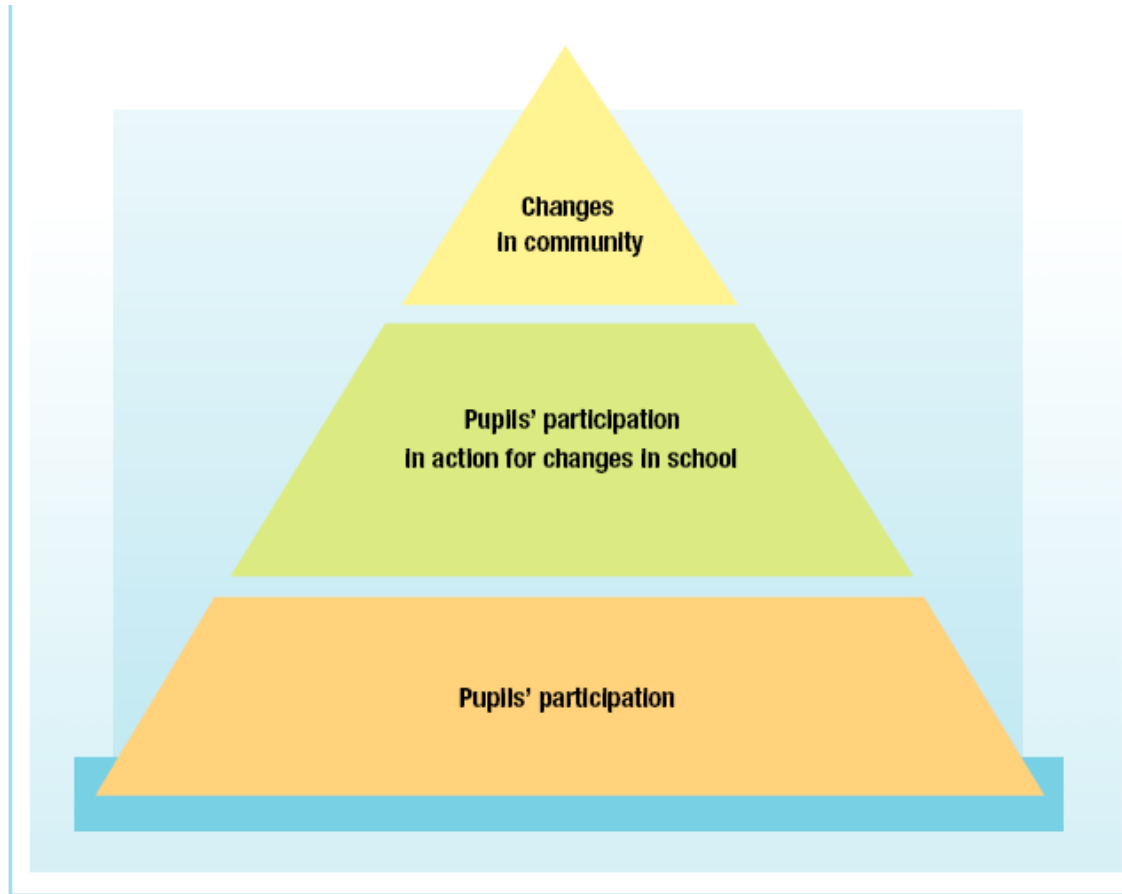 Changes
in community
Pupils’ participation
in action for changes in school
Pupils’ participation